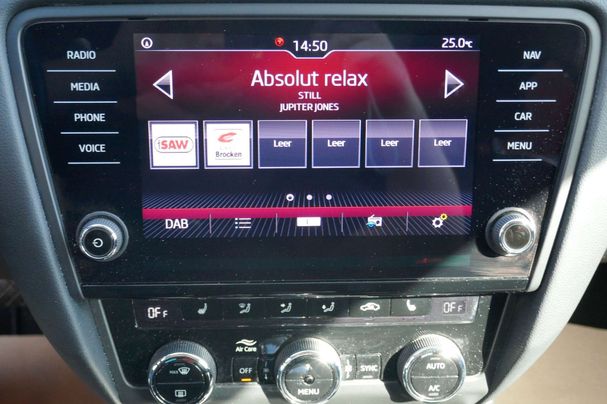 RADIO
MEDIA
PHONE
VOICE
14:50
25.0°C
Absolut relax
STILL
JUPITER JONES
SAW
Brocken
Leer
Leer
Leer
Leer
DAB
NAV
APP
CAR
MENU
OFF
OFF
Air Care
OFF
MENU
SYNC
AUTO
A/C